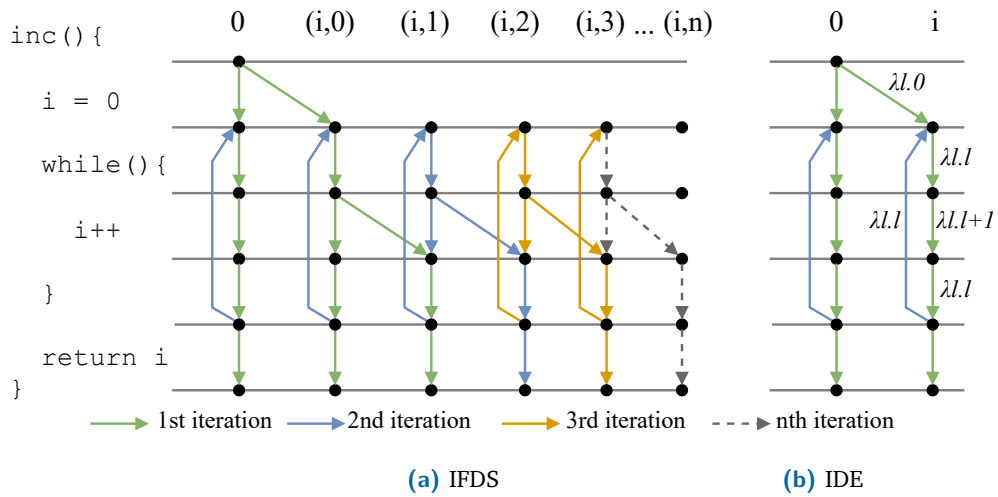 0 (i,0) (i,1) (i,2) (i,3) ... (i,n) 0 i
inc(){
i = 0
λl.0
while(){
λl.l
i++
λl.l λl.l+1
}
λl.l
return i
}
1st iteration 2nd iteration 3rd iteration nth iteration
(a) IFDS (b) IDE